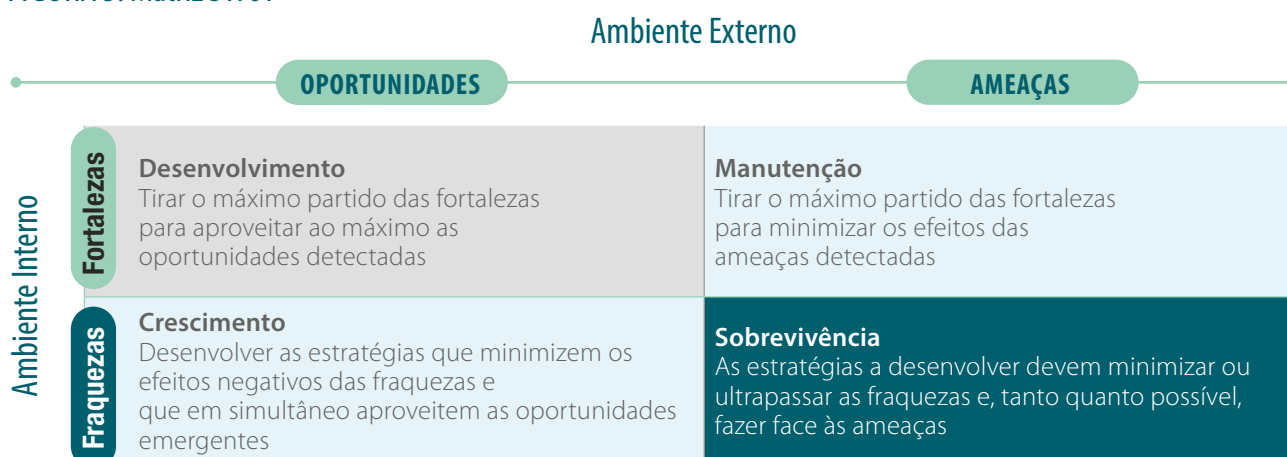 Ambiente Externo
OPORTUNIDADES
AMEAÇAS
Ambiente Interno
Fortalezas
Desenvolvimento
Tirar o máximo partido das fortalezas
para aproveitar ao máximo as
oportunidades detectadas
Manutenção
Tirar o máximo partido das fortalezas
para minimizar os efeitos das
ameaças detectadas
Fraquezas
Crescimento
Desenvolver as estratégias que minimizem os
efeitos negativos das fraquezas e
que em simultâneo aproveitem as oportunidades
emergentes
Sobrevivência
As estratégias a desenvolver devem minimizar ou
ultrapassar as fraquezas e, tanto quanto possível,
fazer face às ameaças